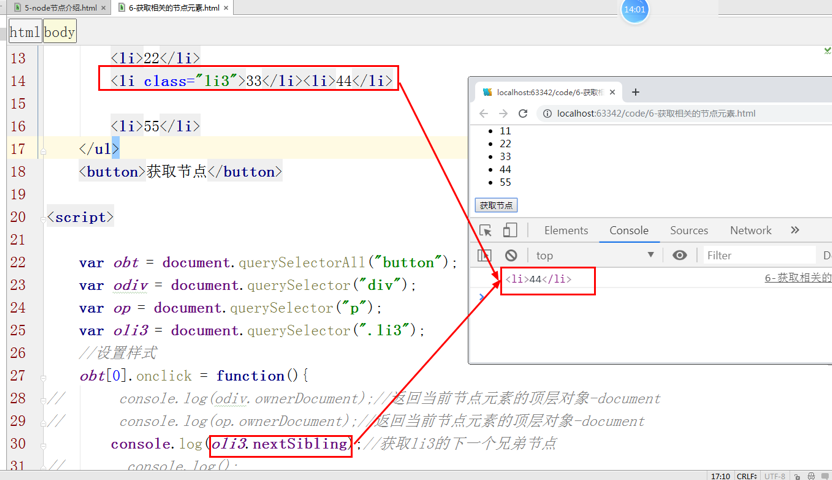 5-node节点介绍.html
6-获取相关的节点元素.html
14:01
html body
13 <li>22</li>
14 <li class="li3">33</li><li>44</li>
15
16 <li>55</li>
17 </ul>
18 <button>获取节点</button>
19
20 <script>
21
22 var obt = document.querySelectorAll("button");
23 var odiv = document.querySelector("div");
24 var op = document.querySelector("p");
25 var oli3 = document.querySelector(".li3");
26 //设置样式
27 obt[0].onclick = function(){
28 // console.log(odiv.ownerDocument);//返回当前节点元素的顶层对象-document
29 // console.log(op.ownerDocument);//返回当前节点元素的顶层对象-document
30 console.log(oli3.nextSibling);//获取li3的下一个兄弟节点
31 // console.log();
localhost:63342/code/6-获取相
localhost:63342/code/6-获取相关的节点元素.html
11
22
33
44
55
获取节点
Elements Console Sources Network
top Filter D
<li>44</li> 6-获取相关的
17:10 CRLF: UTF-8